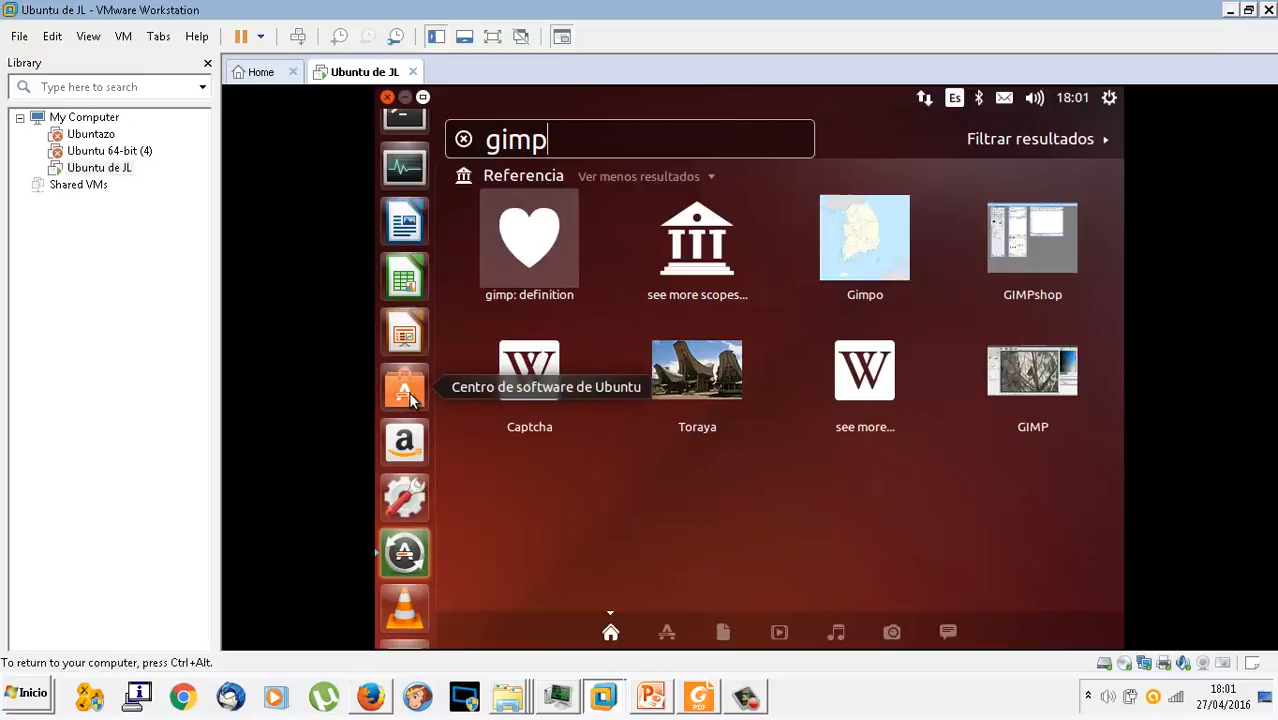 Ubuntu de JL - VMware Workstation
File Edit View VM Tabs Help
Library
Type here to search
My Computer
Ubuntazo
Ubuntu 64-bit (4)
Ubuntu de JL
Shared VMs
Home
Ubuntu de JL
Es
18:01
gimp
Filtrar resultados
Referencia
Ver menos resultados
gimp: definition
see more scopes...
Gimpo
GIMPshop
W
W
Centro de software de Ubuntu
Captcha
Toraya
see more...
GIMP
a
To return to your computer, press Ctrl+Alt.
Inicio
PDF
18:01
27/04/2016